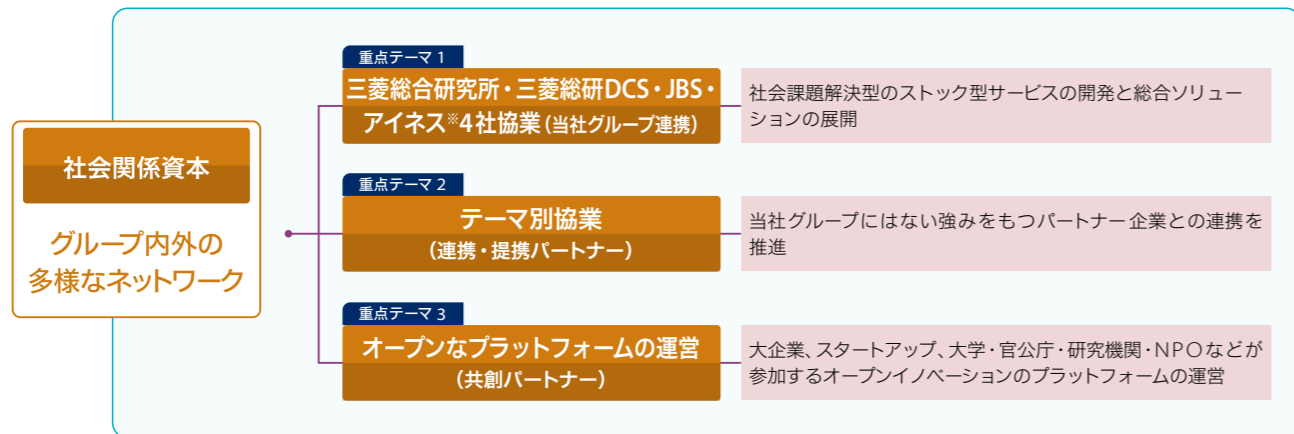 社会関係資本
グループ内外の
多様なネットワーク
重点テーマ 1
三菱総合研究所・三菱総研DCS・JBS・
アイネス※4社協業（当社グループ連携）
社会課題解決型のストック型サービスの開発と総合ソリュー
ションの展開
重点テーマ 2
テーマ別協業
（連携・提携パートナー）
当社グループにはない強みをもつパートナー企業との連携を
推進
重点テーマ 3
オープンなプラットフォームの運営
（共創パートナー）
大企業、スタートアップ、大学・官公庁・研究機関・NPOなどが
参加するオープンイノベーションのプラットフォームの運営